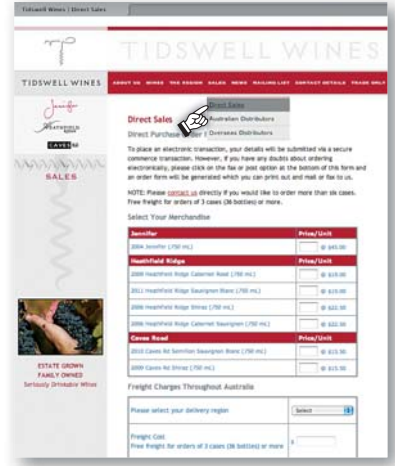 Tidswell Wines | Direct Sales
TIDSWELL WINES
TIDSWELL WINES
ABOUT US WINES THE REGION SALES NEWS MAILING LIST CONTACT DETAILS TRADE ONLY
Direct Sales
Australian Distributors
Overseas Distributors
Jennifer
HEATHFIELD RIDGE
CAVES RD
SALES
Direct Sales
Direct Purchase Order
To place an electronic transaction, your details will be submitted via a secure
commerce transaction. However, if you have any doubts about ordering
electronically, please click on the fax or post option at the bottom of this form and
an order form will be generated which you can print out and mail or fax to us.
NOTE: Please contact us directly if you would like to order more than six cases.
Free freight for orders of 3 cases (36 bottles) or more.
Select Your Merchandise
Jennifer Price/Unit
2004 Jennifer (750 mL) @ $45.00
Heathfield Ridge Price/Unit
2009 Heathfield Ridge Cabernet Rosé (750 mL) @ $19.00
2011 Heathfield Ridge Sauvignon Blanc (750 mL) @ $19.00
2006 Heathfield Ridge Shiraz (750 mL) @ $22.50
2006 Heathfield Ridge Cabernet Sauvignon (750 mL) @ $22.50
Caves Road Price/Unit
2010 Caves Rd Semillon Sauvignon Blanc (750 mL) @ $15.50
2009 Caves Rd Shiraz (750 mL) @ $15.50
ESTATE GROWN
FAMILY OWNED
Seriously Drinkable Wines
Freight Charges Throughout Australia
Please select your delivery region Select
Freight Cost
Free freight for orders of 3 cases (36 bottles) or more $